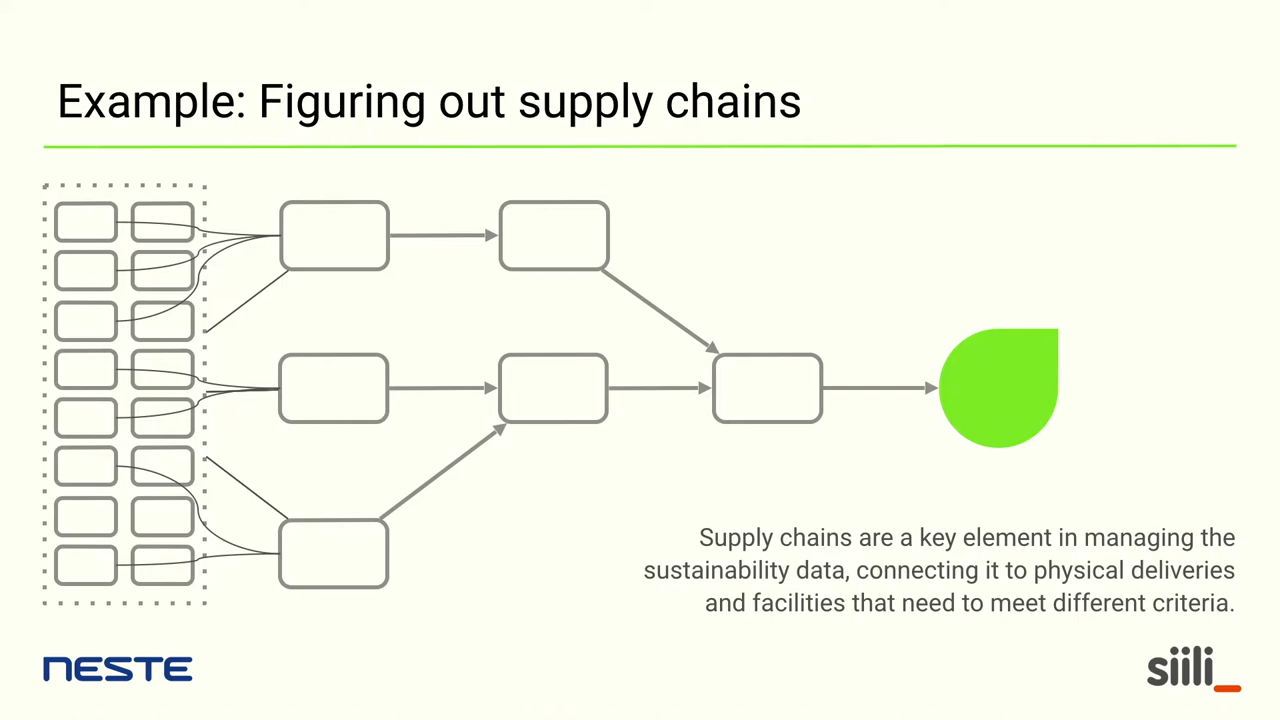 Example: Figuring out supply chains
Supply chains are a key element in managing the
sustainability data, connecting it to physical deliveries
and facilities that need to meet different criteria.
NESTE
siili_